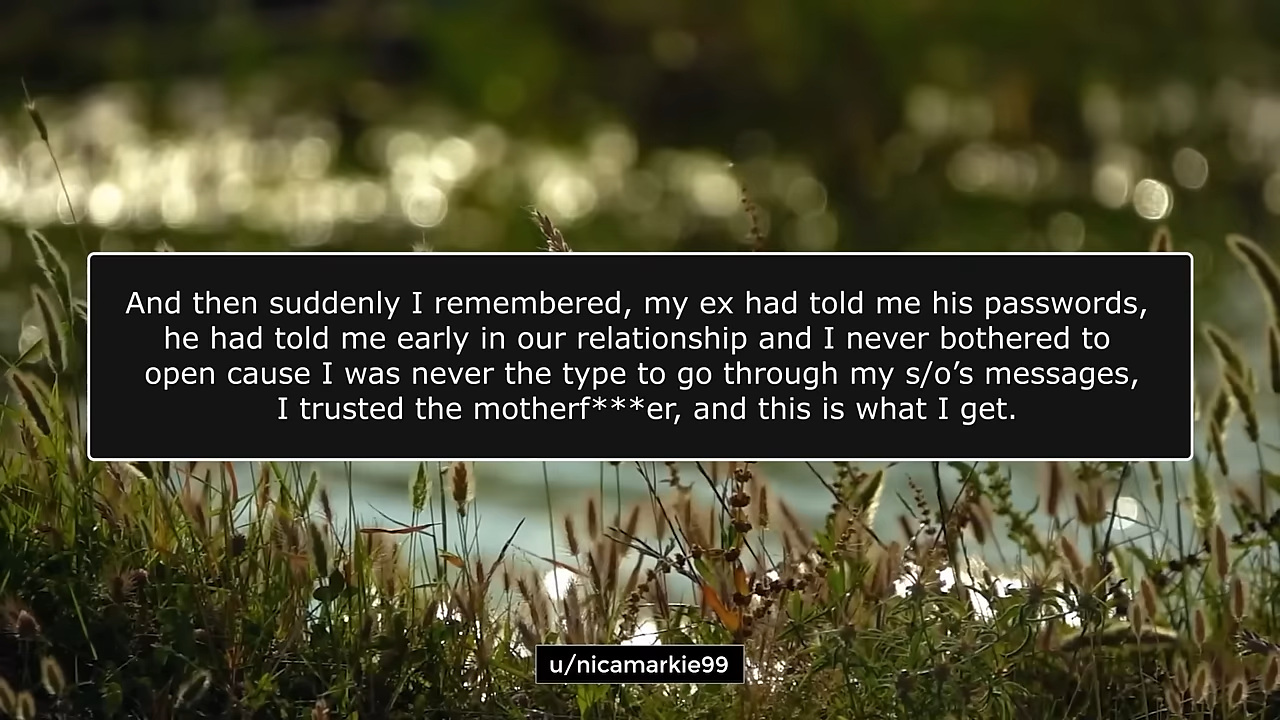 And then suddenly I remembered, my ex had told me his passwords,
he had told me early in our relationship and I never bothered to
open cause I was never the type to go through my s/o’s messages,
I trusted the motherf***er, and this is what I get.
u/nicamarkie99